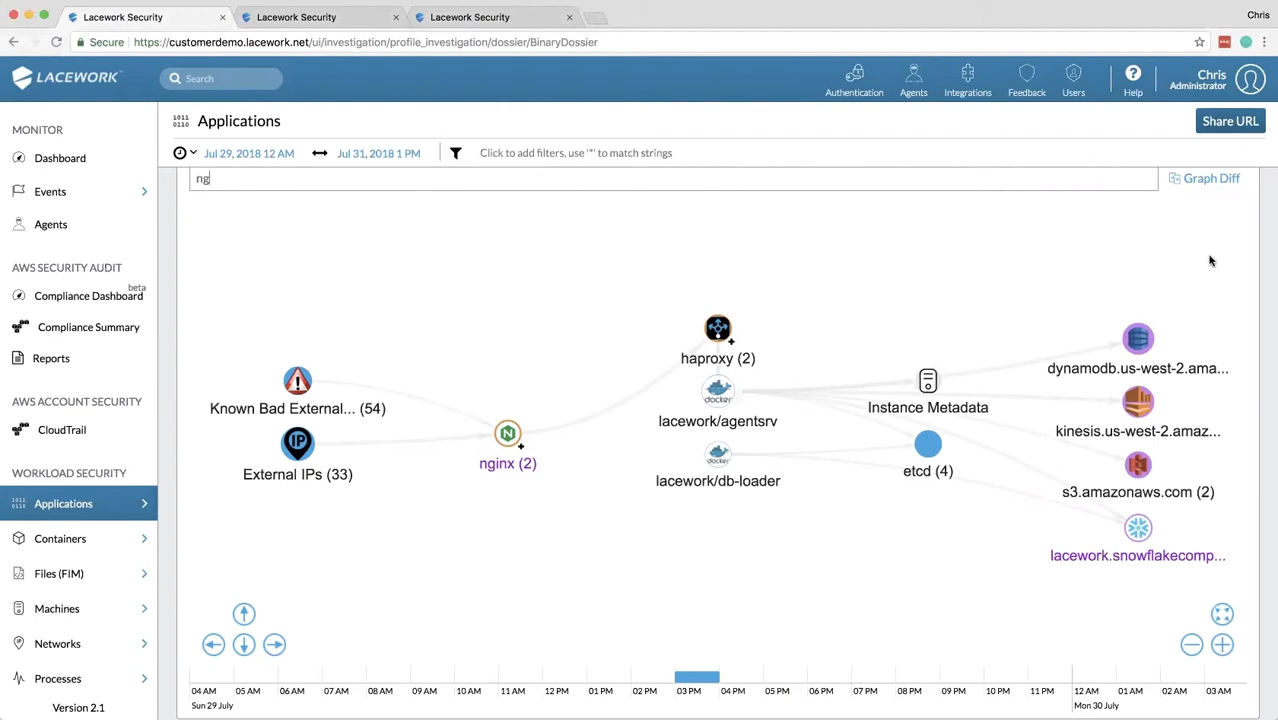 Lacework Security
Lacework Security
Lacework Security
Chris
Secure
https://customerdemo.lacework.net/ui/investigation/profile_investigation/dossier/BinaryDossier
LACEWORK
Search
Authentication
Agents
Integrations
Feedback
Users
Help
Chris
Administrator
MONITOR
Dashboard
Events
Agents
AWS SECURITY AUDIT
beta
Compliance Dashboard
Compliance Summary
Reports
AWS ACCOUNT SECURITY
CloudTrail
WORKLOAD SECURITY
Applications
Containers
Files (FIM)
Machines
Networks
Processes
Version 2.1
1011
0110
Applications
Share URL
Jul 29, 2018 12 AM
Jul 31, 2018 1 PM
Click to add filters, use '*' to match strings
ng
Graph Diff
haproxy (2)
dynamodb.us-west-2.ama...
Known Bad External... (54)
docker
lacework/agentsrv
Instance Metadata
kinesis.us-west-2.amaz...
IP
External IPs (33)
N
nginx (2)
docker
lacework/db-loader
etcd (4)
s3.amazonaws.com (2)
lacework.snowflakecomp...
04 AM 05 AM 06 AM 07 AM 08 AM 09 AM 10 AM 11 AM 12 PM 01 PM 02 PM 03 PM 04 PM 05 PM 06 PM 07 PM 08 PM 09 PM 10 PM 11 PM 12 AM 01 AM 02 AM 03 AM
Sun 29 July
Mon 30 July